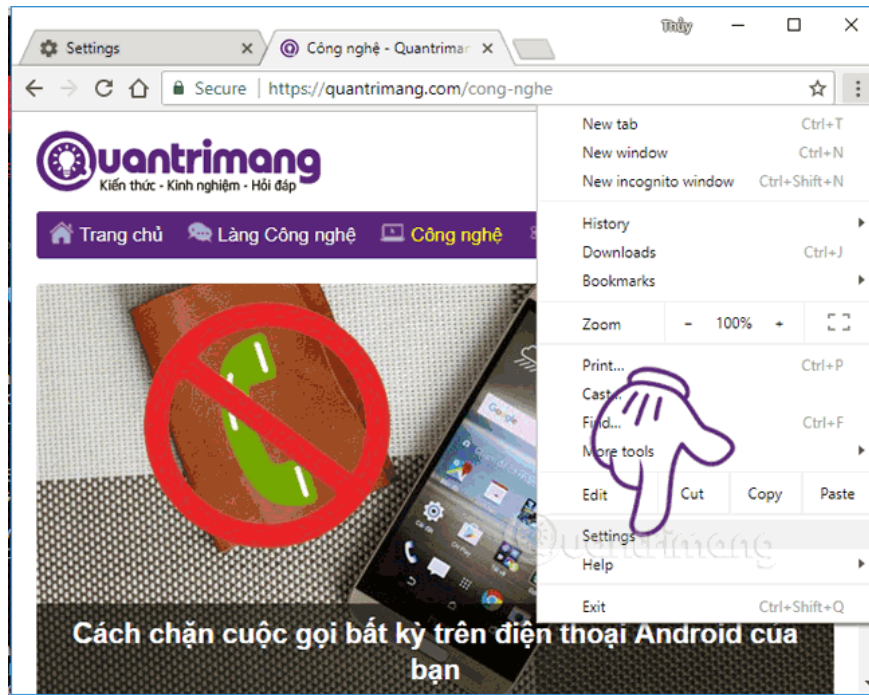 Thủy
Settings
Công nghệ - Quantrimar
Secure https://quantrimang.com/cong-nghe
Quantrimang
Kiến thức - Kinh nghiệm - Hỏi đáp
Trang chủ Làng Công nghệ Công nghệ
New tab Ctrl+T
New window Ctrl+N
New incognito window Ctrl+Shift+N
History
Downloads Ctrl+J
Bookmarks
Zoom - 100% +
Print... Ctrl+P
Cast...
Find... Ctrl+F
More tools
Edit Cut Copy Paste
Settings
Quantrimang
Help
Exit Ctrl+Shift+Q
Google
Cách chặn cuộc gọi bất kỳ trên điện thoại Android của
bạn